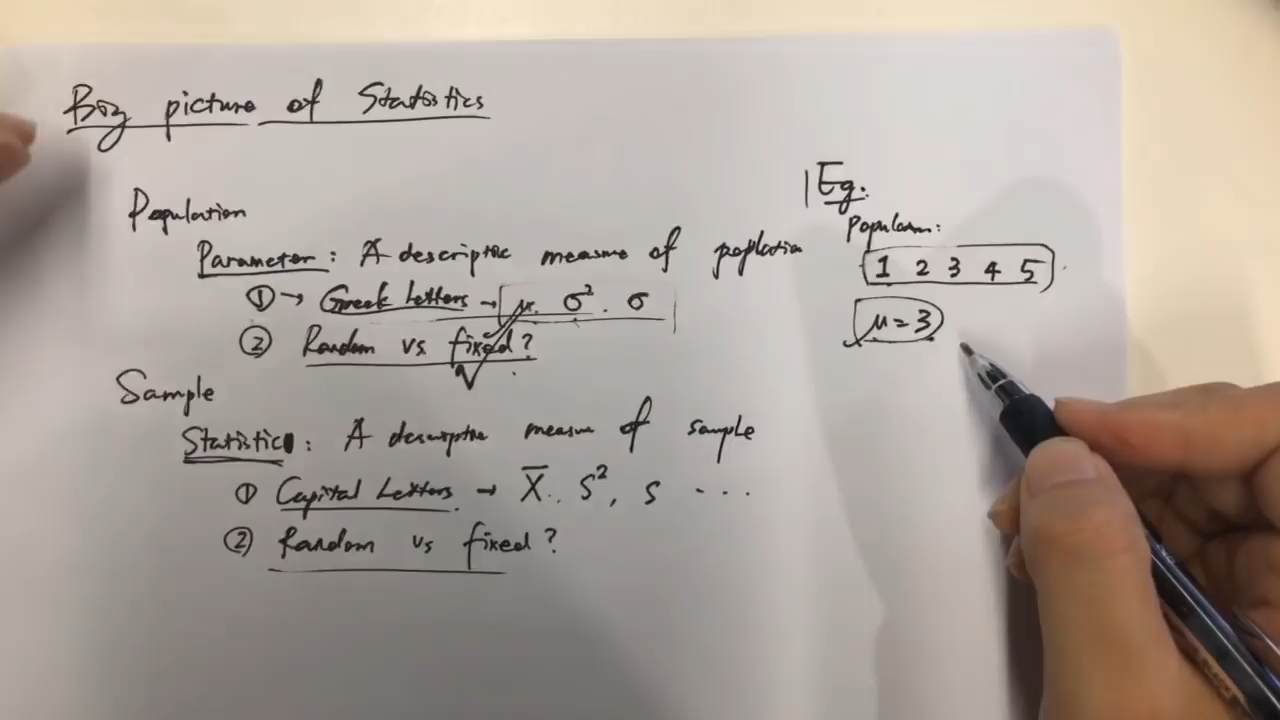 Big picture of Statistics
Population
Parameter: A descriptive measure of poplation
① → Greek Letters → μ. σ². σ
② Random vs. fixed?
Sample
Statistic: A descriptive measure of sample
① Capital Letters → X̄., S², S ...
② Random vs fixed?
Eg.
Population:
1 2 3 4 5
μ = 3